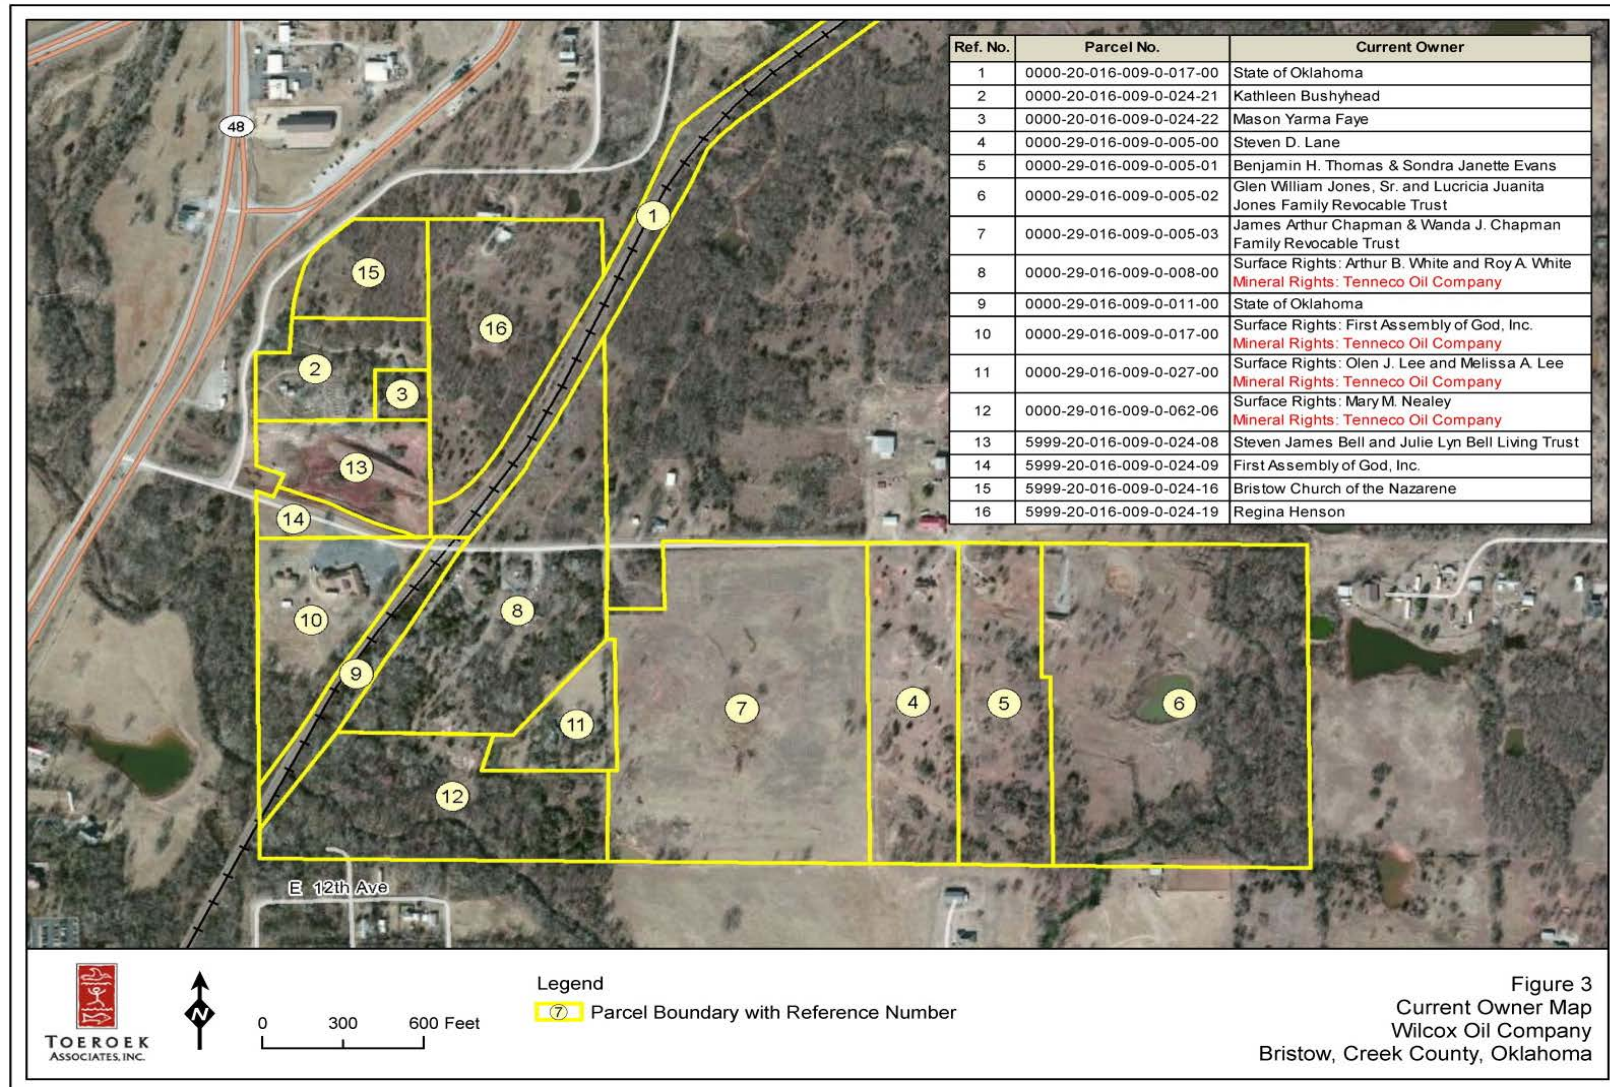 Ref. No. Parcel No. Current Owner
1 0000-20-016-009-0-017-00 State of Oklahoma
2 0000-20-016-009-0-024-21 Kathleen Bushyhead
3 0000-20-016-009-0-024-22 Mason Yarma Faye
4 0000-29-016-009-0-005-00 Steven D. Lane
5 0000-29-016-009-0-005-01 Benjamin H. Thomas & Sondra Janette Evans
6 0000-29-016-009-0-005-02 Glen William Jones, Sr. and Lucricia Juanita
Jones Family Revocable Trust
7 0000-29-016-009-0-005-03 James Arthur Chapman & Wanda J. Chapman
Family Revocable Trust
8 0000-29-016-009-0-008-00 Surface Rights: Arthur B. White and Roy A. White
Mineral Rights: Tenneco Oil Company
9 0000-29-016-009-0-011-00 State of Oklahoma
10 0000-29-016-009-0-017-00 Surface Rights: First Assembly of God, Inc.
Mineral Rights: Tenneco Oil Company
11 0000-29-016-009-0-027-00 Surface Rights: Olen J. Lee and Melissa A. Lee
Mineral Rights: Tenneco Oil Company
12 0000-29-016-009-0-062-06 Surface Rights: Mary M. Nealey
Mineral Rights: Tenneco Oil Company
13 5999-20-016-009-0-024-08 Steven James Bell and Julie Lyn Bell Living Trust
14 5999-20-016-009-0-024-09 First Assembly of God, Inc.
15 5999-20-016-009-0-024-16 Bristow Church of the Nazarene
16 5999-20-016-009-0-024-19 Regina Henson
48
1
15
16
2
3
13
14
8
10
9
11
7
4
5
6
12
E 12th Ave
TOEROEK
ASSOCIATES, INC.
N
0 300 600 Feet
Legend
7 Parcel Boundary with Reference Number
Figure 3
Current Owner Map
Wilcox Oil Company
Bristow, Creek County, Oklahoma